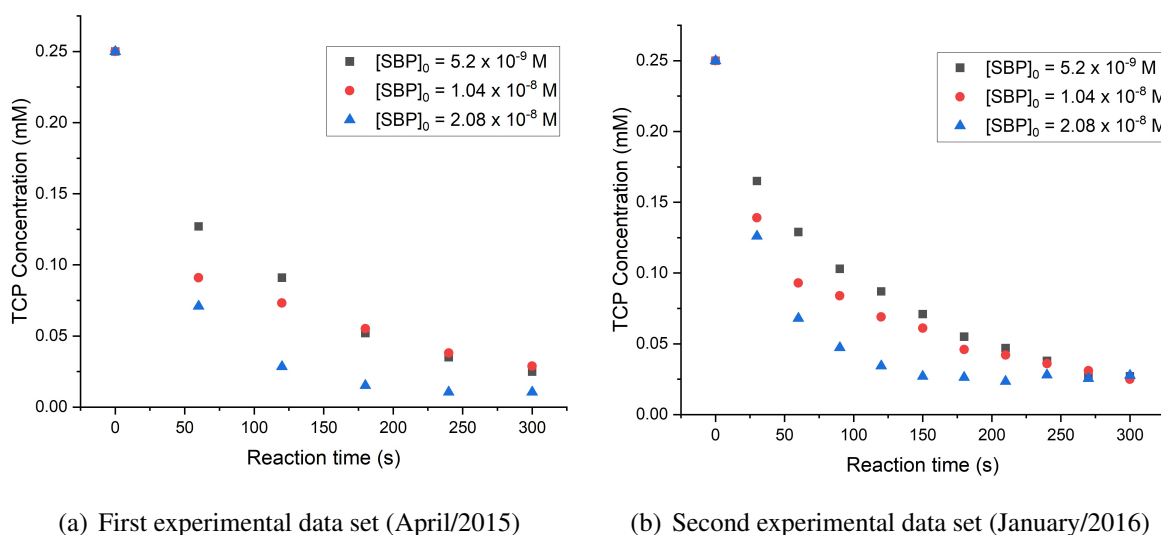 0.25
0.20
0.15
0.10
0.05
0.00
TCP Concentration (mM)
[SBP]₀ = 5.2 x 10⁻⁹ M
[SBP]₀ = 1.04 x 10⁻⁸ M
[SBP]₀ = 2.08 x 10⁻⁸ M
0 50 100 150 200 250 300
Reaction time (s)
(a) First experimental data set (April/2015)
0.25
0.20
0.15
0.10
0.05
0.00
TCP Concentration (mM)
[SBP]₀ = 5.2 x 10⁻⁹ M
[SBP]₀ = 1.04 x 10⁻⁸ M
[SBP]₀ = 2.08 x 10⁻⁸ M
0 50 100 150 200 250 300
Reaction time (s)
(b) Second experimental data set (January/2016)